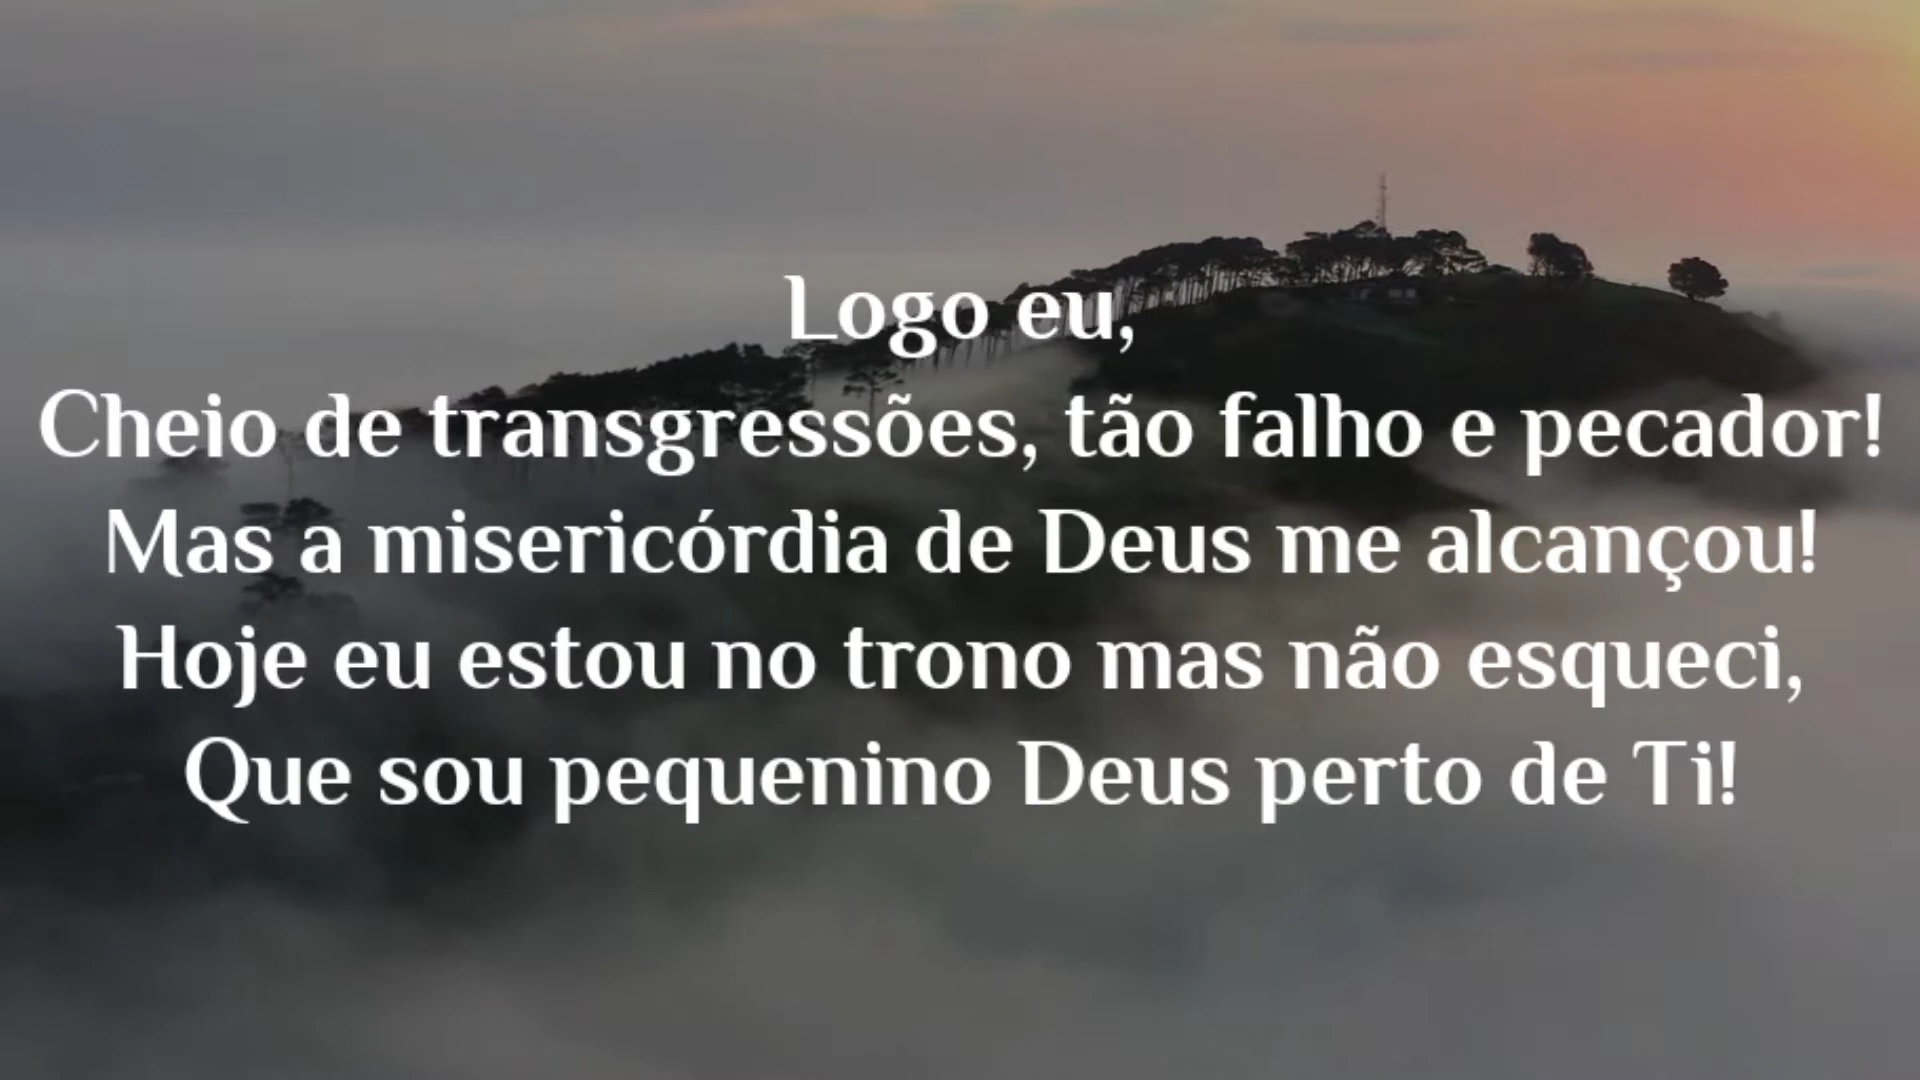 Logo eu,
Cheio de transgressões, tão falho e pecador!
Mas a misericórdia de Deus me alcançou!
Hoje eu estou no trono mas não esqueci,
Que sou pequenino Deus perto de Ti!